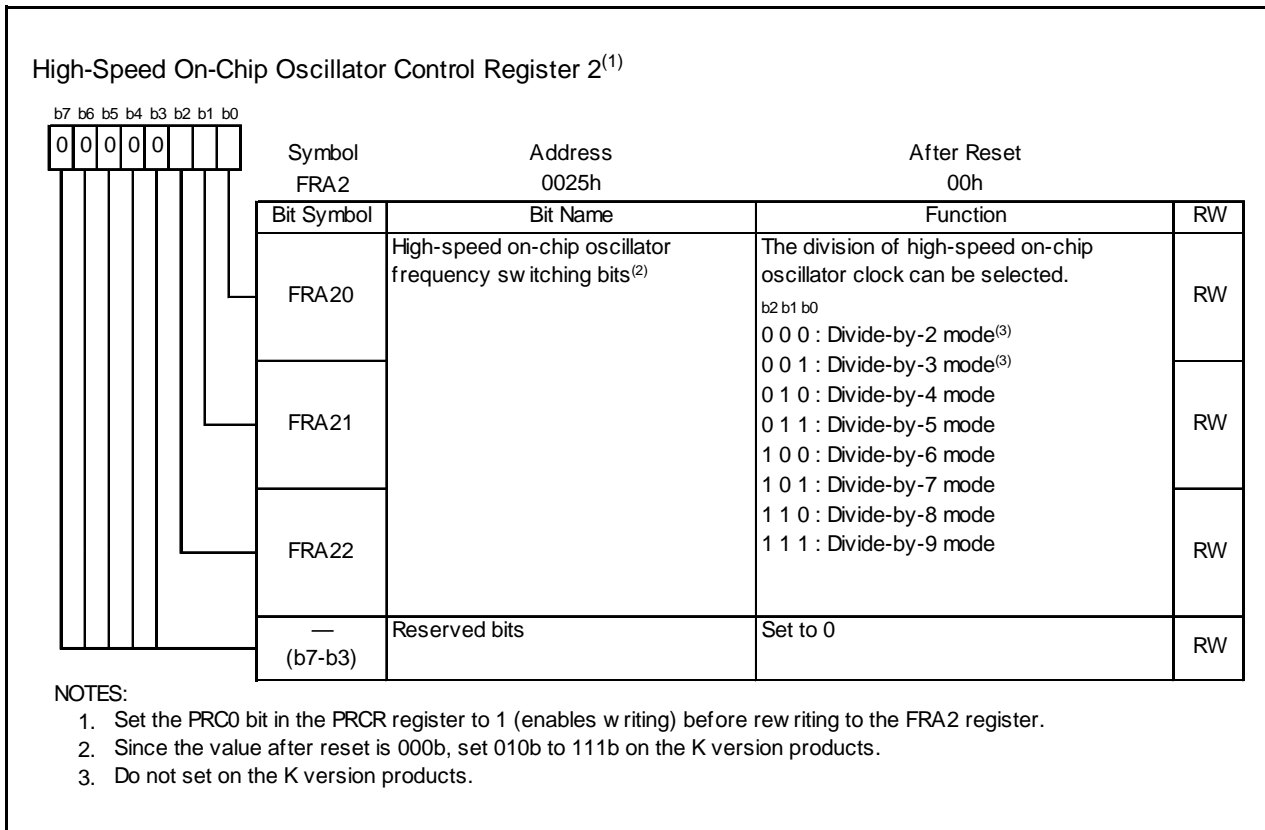 High-Speed On-Chip Oscillator Control Register 2(1)
b7 b6 b5 b4 b3 b2 b1 b0
0 0 0 0 0
Symbol Address After Reset
FRA2 0025h 00h
Bit Symbol Bit Name Function RW
FRA20 High-speed on-chip oscillator frequency switching bits(2) The division of high-speed on-chip oscillator clock can be selected. RW
b2 b1 b0
0 0 0 : Divide-by-2 mode(3)
0 0 1 : Divide-by-3 mode(3)
FRA21 0 1 0 : Divide-by-4 mode RW
0 1 1 : Divide-by-5 mode
1 0 0 : Divide-by-6 mode
1 0 1 : Divide-by-7 mode
FRA22 1 1 0 : Divide-by-8 mode RW
1 1 1 : Divide-by-9 mode
— Reserved bits Set to 0 RW
(b7-b3)
NOTES:
1. Set the PRC0 bit in the PRCR register to 1 (enables writing) before rewriting to the FRA2 register.
2. Since the value after reset is 000b, set 010b to 111b on the K version products.
3. Do not set on the K version products.